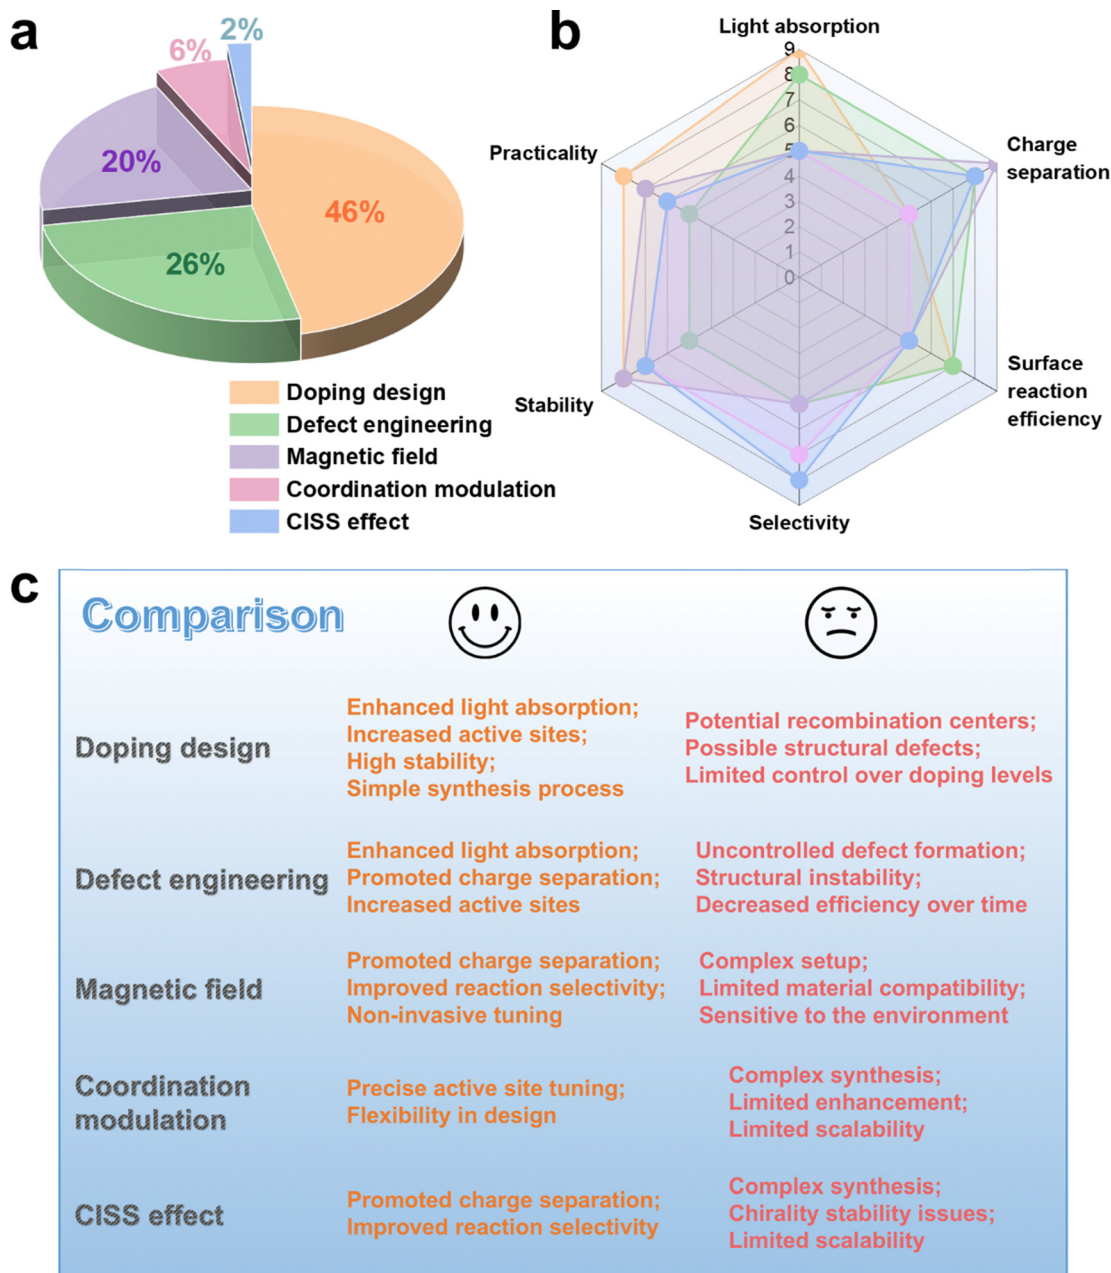 a
2%
6%
20%
46%
26%
Doping design
Defect engineering
Magnetic field
Coordination modulation
CISS effect
b
Light absorption
9
8
7
6
5
4
3
2
1
0
Practicality
Charge
separation
Stability
Surface
reaction
efficiency
Selectivity
c
Comparison
Doping design
Enhanced light absorption;
Increased active sites;
High stability;
Simple synthesis process
Potential recombination centers;
Possible structural defects;
Limited control over doping levels
Defect engineering
Enhanced light absorption;
Promoted charge separation;
Increased active sites
Uncontrolled defect formation;
Structural instability;
Decreased efficiency over time
Magnetic field
Promoted charge separation;
Improved reaction selectivity;
Non-invasive tuning
Complex setup;
Limited material compatibility;
Sensitive to the environment
Coordination
modulation
Precise active site tuning;
Flexibility in design
Complex synthesis;
Limited enhancement;
Limited scalability
CISS effect
Promoted charge separation;
Improved reaction selectivity
Complex synthesis;
Chirality stability issues;
Limited scalability